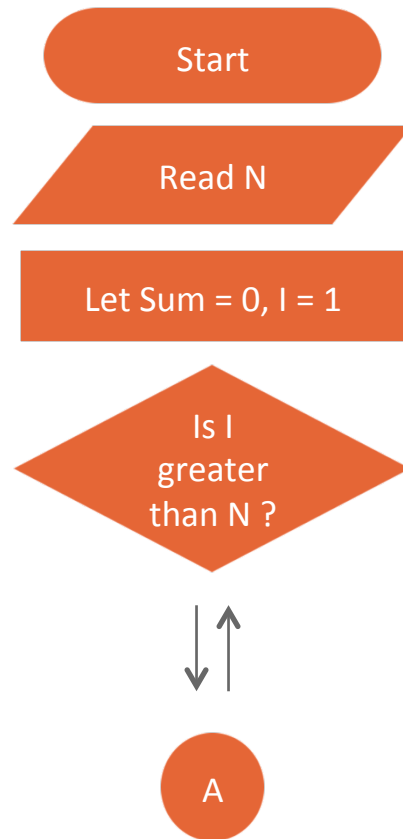 Start
Read N
Let Sum = 0, I = 1
Is I
greater
than N ?
A